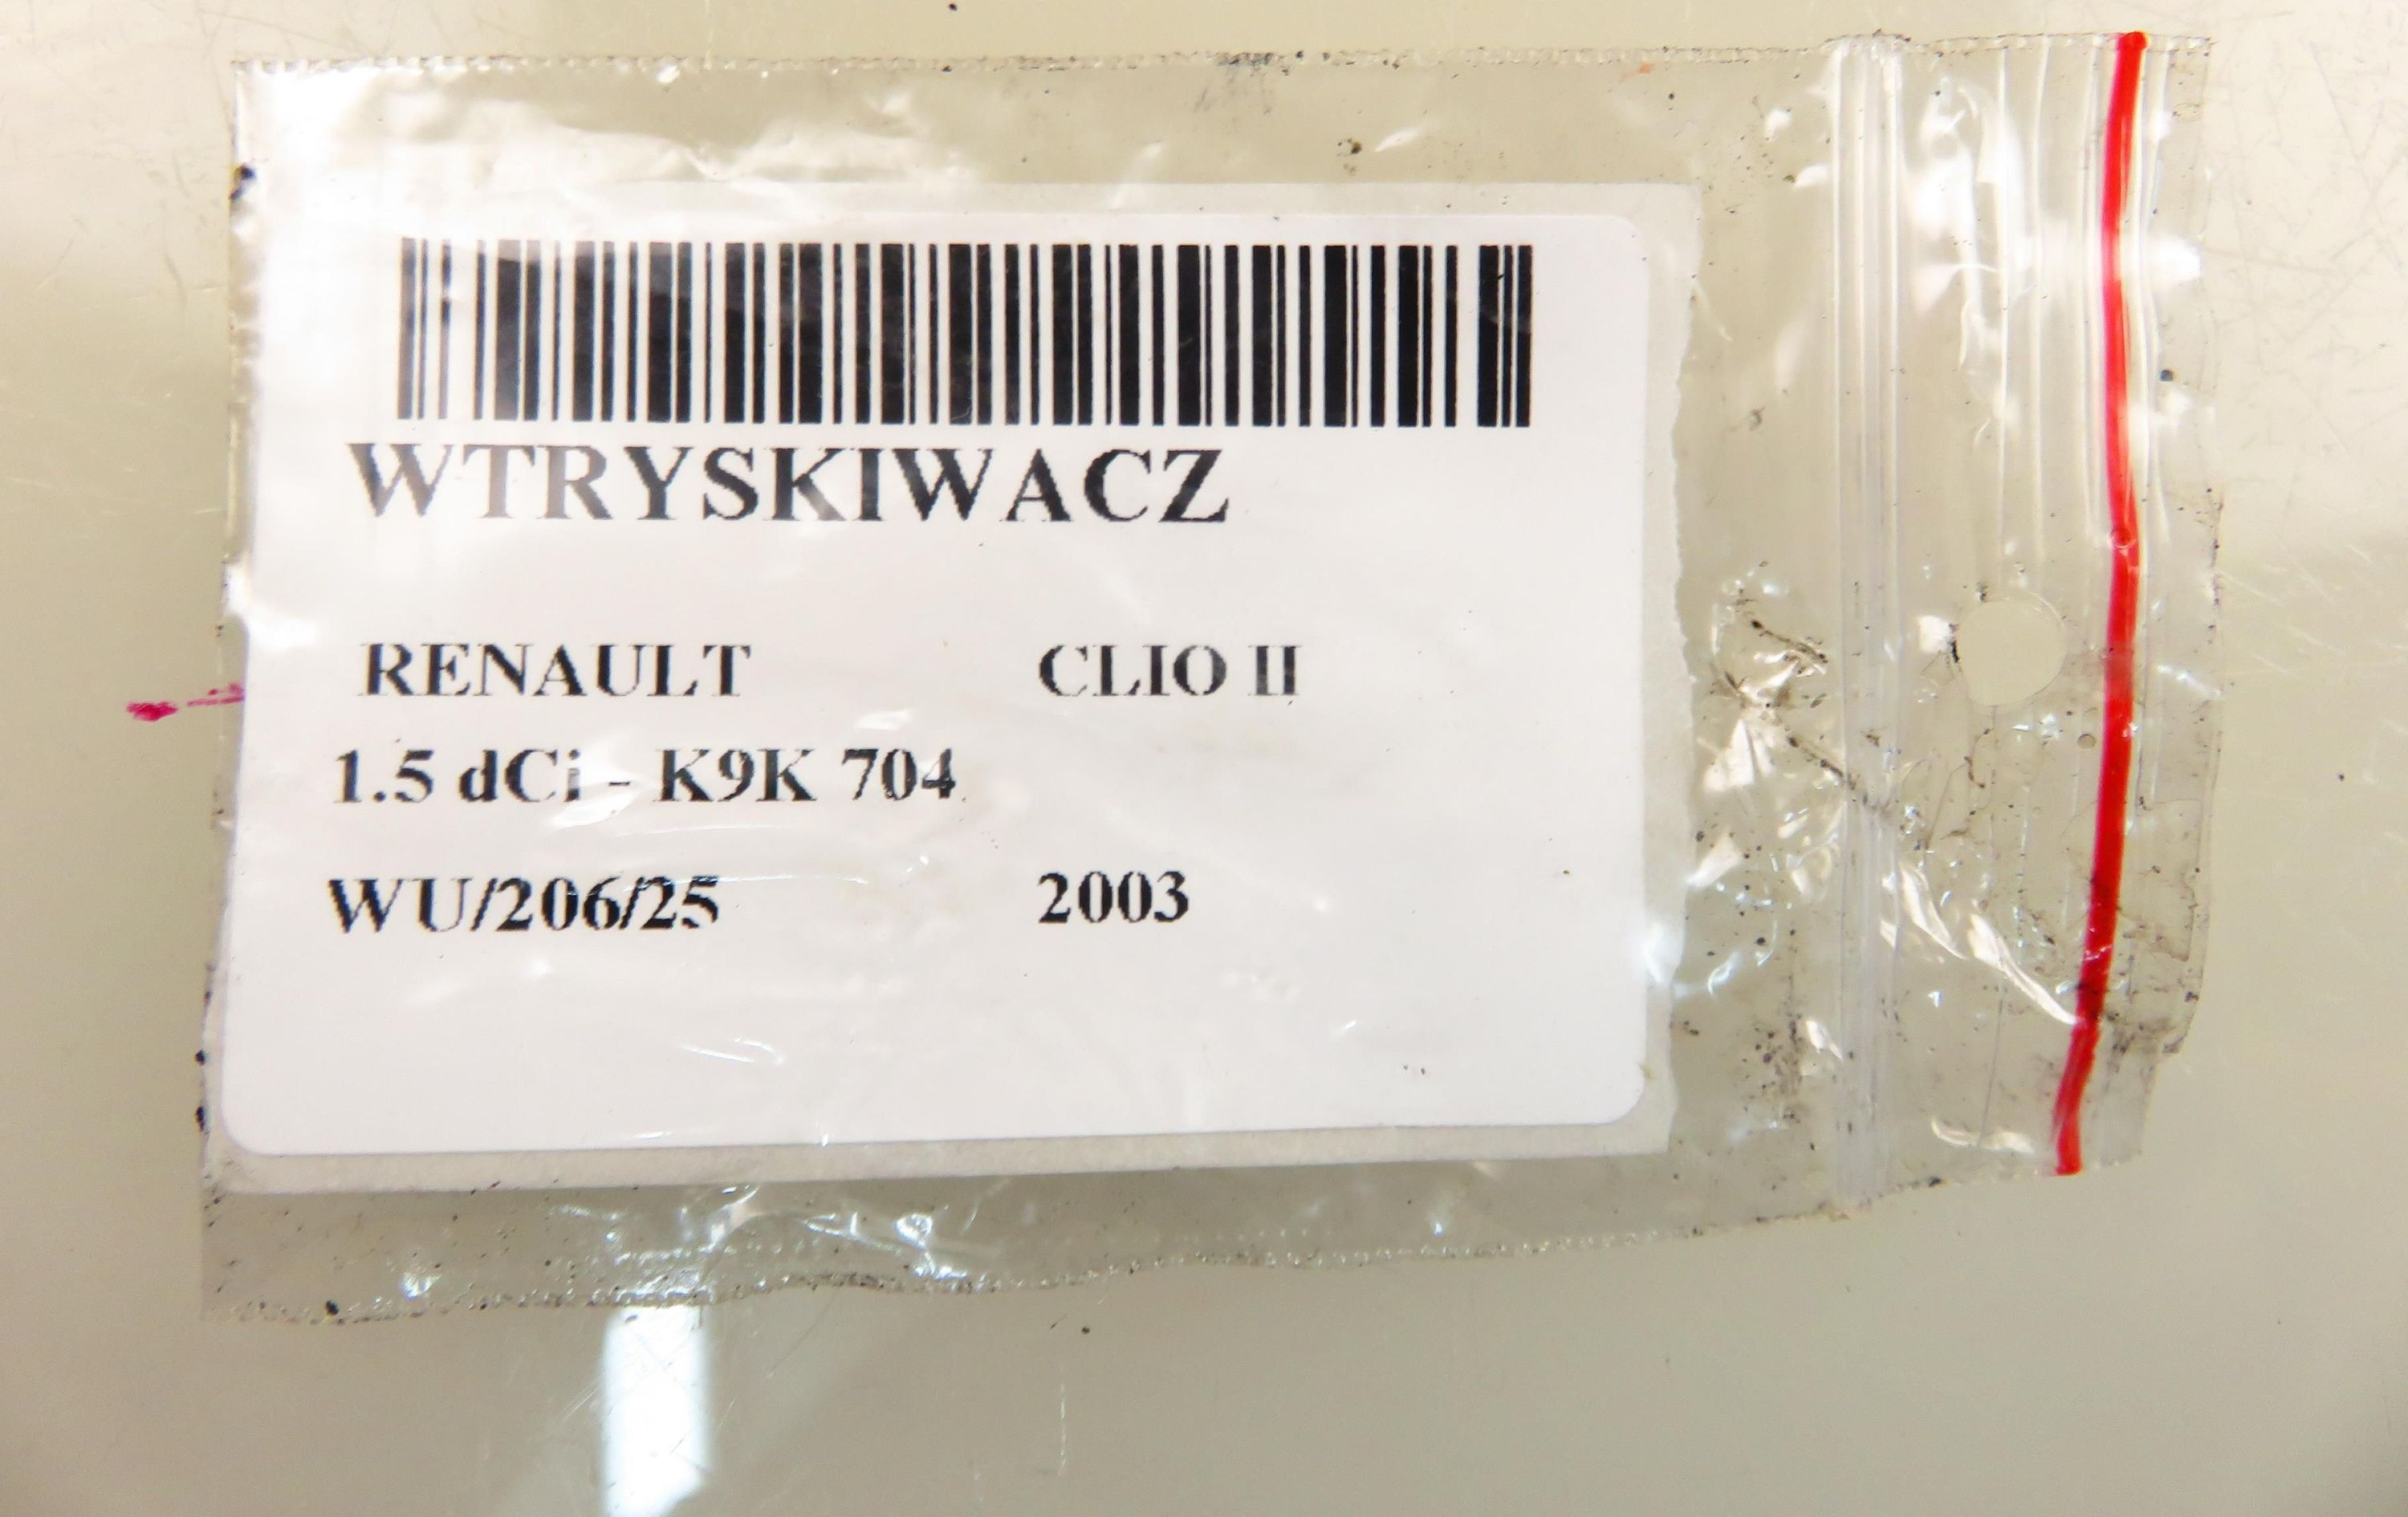 WTRYSKIWACZ
RENAULT CLIO II
1.5 dCi - K9K 704
WU/206/25 2003